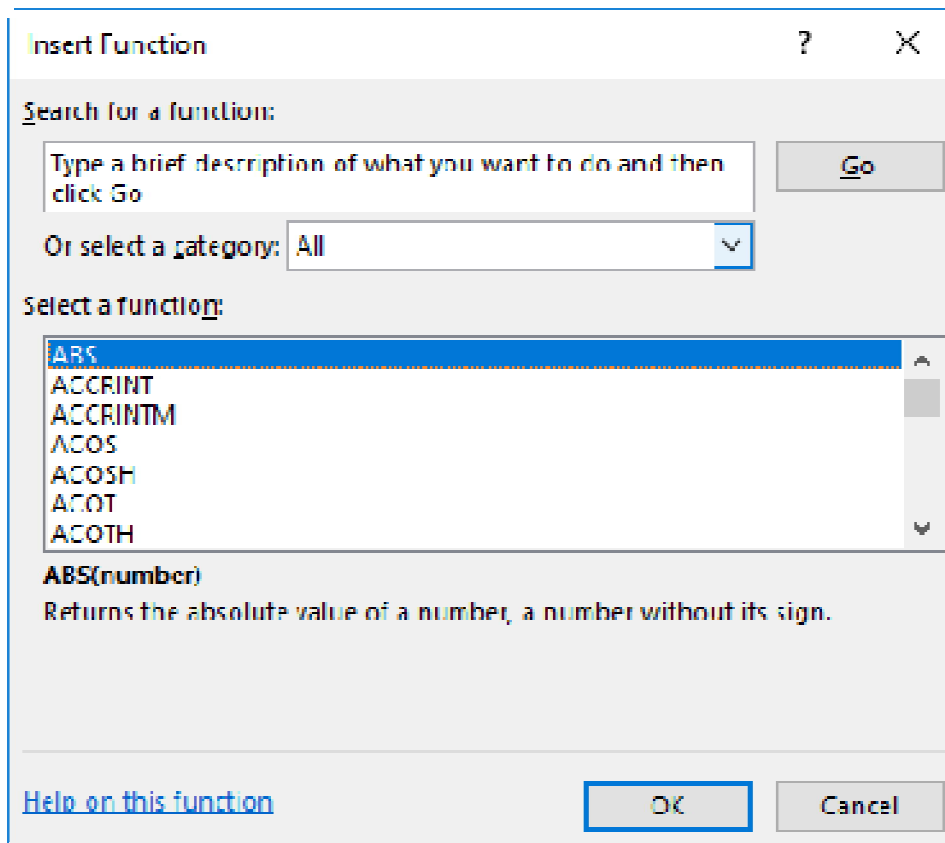 Insert Function
?
Search for a function:
Type a brief description of what you want to do and then
click Go
Go
Or select a category: All
Select a function:
ABS
ACCRINT
ACCRINTM
ACOS
ACOSH
ACOT
ACOTH
ABS(number)
Returns the absolute value of a number, a number without its sign.
Help on this function
OK
Cancel